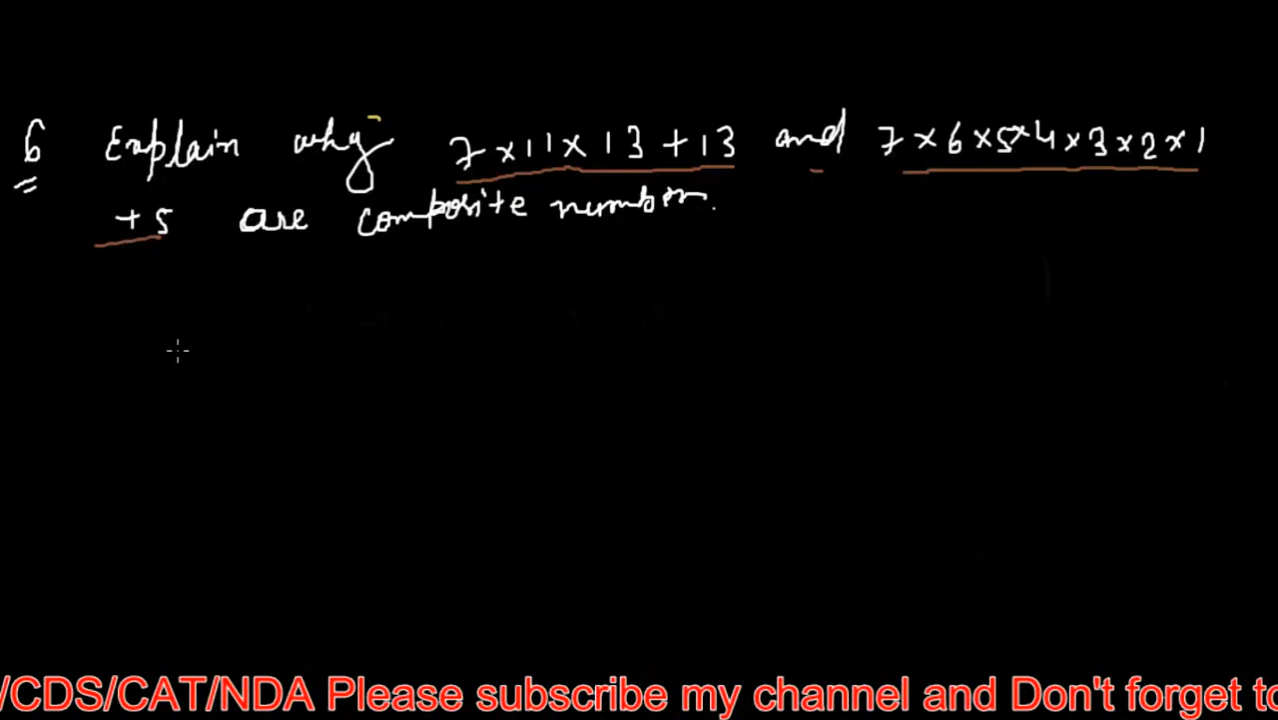 6 Explain why 7×11×13+13 and 7×6×5×4×3×2×1
+5 are composite number.
/CDS/CAT/NDA Please subscribe my channel and Don't forget to